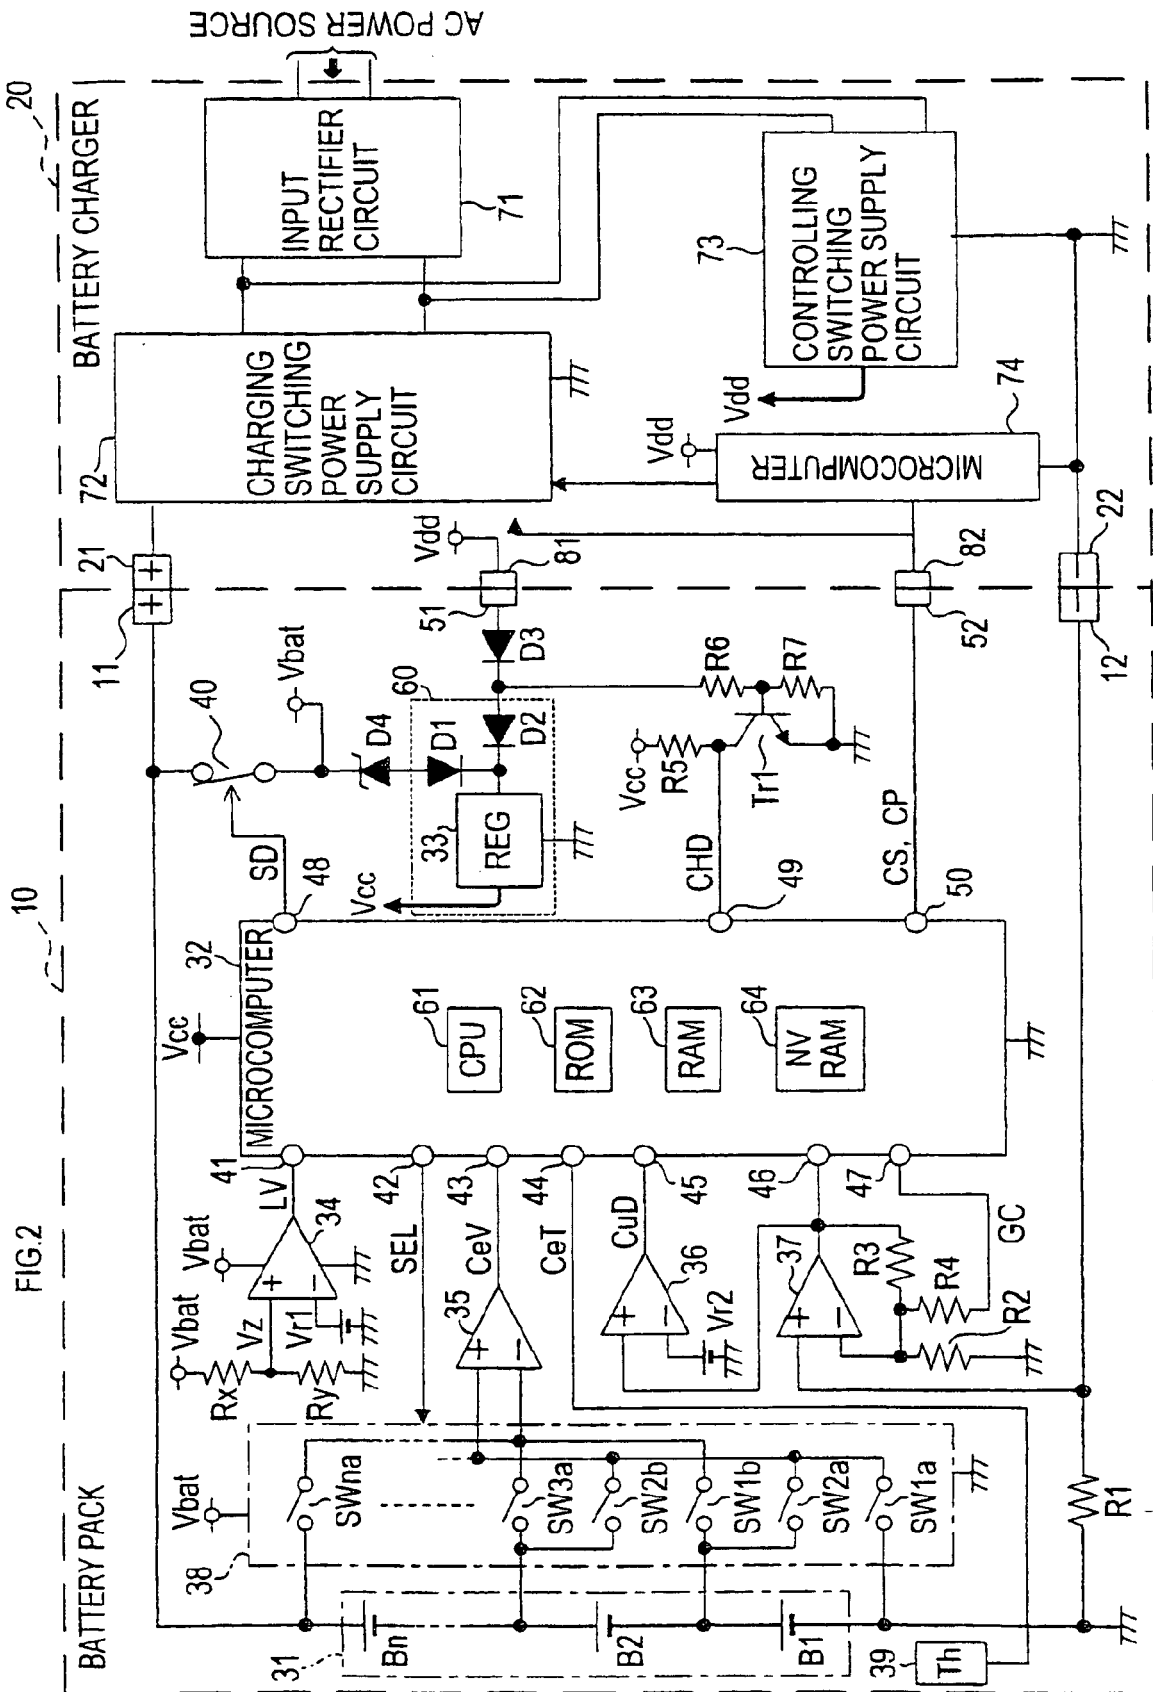 FIG.2
BATTERY PACK
10
BATTERY CHARGER
20
AC POWER SOURCE
INPUT
RECTIFIER
CIRCUIT
71
CHARGING
SWITCHING
POWER
SUPPLY
CIRCUIT
72
CONTROLLING
SWITCHING
POWER SUPPLY
CIRCUIT
73
Vdd
MICROCOMPUTER
74
Vdd
11
+
+
21
Vdd
51
81
52
82
12
−
−
22
40
Vbat
SD
48
D4
D1
60
D2
D3
33
REG
Vcc
Vcc
R5
R6
R7
Tr1
CHD
49
CS, CP
50
MICROCOMPUTER
32
Vcc
61
CPU
62
ROM
63
RAM
64
NV
RAM
41
LV
42
SEL
43
CeV
44
CeT
45
CuD
46
47
GC
Vbat
34
+
−
Vbat
Rx
Vz
Ry
Vr1
35
+
−
36
+
−
Vr2
37
+
−
R3
R4
R2
R1
Vbat
38
SWna
SW3a
SW2b
SW1b
SW2a
SW1a
31
Bn
B2
B1
39
Th